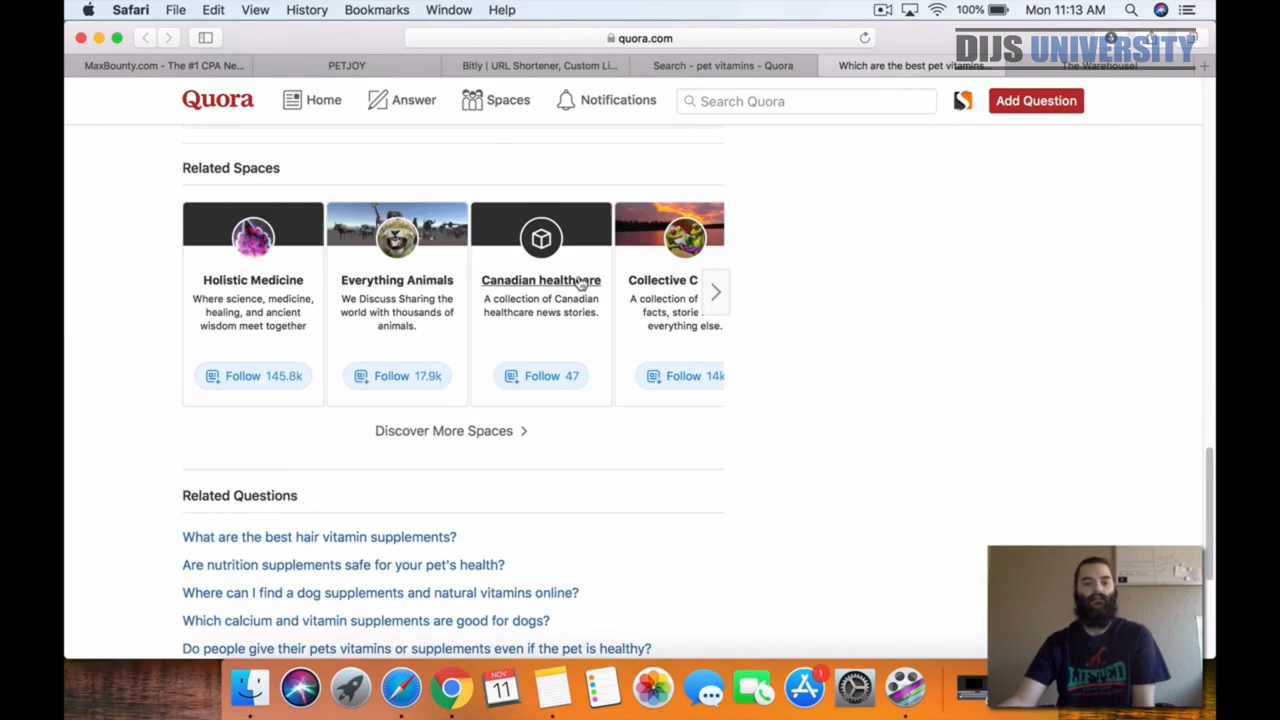 Safari File Edit View History Bookmarks Window Help 100% Mon 11:13 AM
quora.com
DIJS UNIVERSITY
MaxBounty.com - The #1 CPA Ne... PETJOY Bitly | URL Shortener, Custom Li... Search - pet vitamins - Quora Which are the best pet vitamins... The Warehouse!
Quora Home Answer Spaces Notifications Search Quora Add Question
Related Spaces
Holistic Medicine
Where science, medicine,
healing, and ancient
wisdom meet together
Follow 145.8k
Everything Animals
We Discuss Sharing the
world with thousands of
animals.
Follow 17.9k
Canadian healthcare
A collection of Canadian
healthcare news stories.
Follow 47
Collective C
A collection of
facts, storie
everything else.
Follow 14k
Discover More Spaces
Related Questions
What are the best hair vitamin supplements?
Are nutrition supplements safe for your pet's health?
Where can I find a dog supplements and natural vitamins online?
Which calcium and vitamin supplements are good for dogs?
Do people give their pets vitamins or supplements even if the pet is healthy?
NOV
11
1